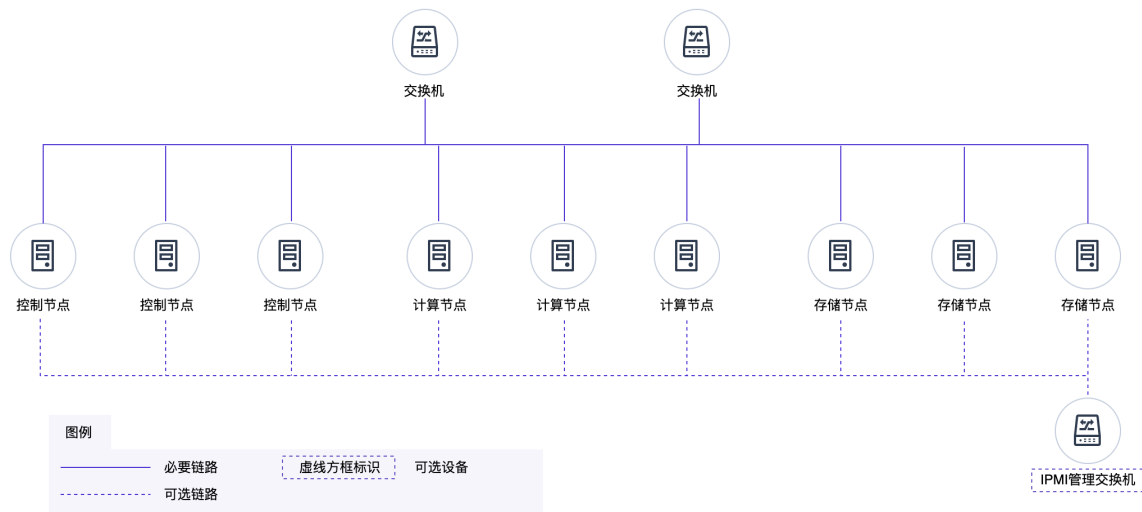 交换机
交换机
控制节点
控制节点
控制节点
计算节点
计算节点
计算节点
存储节点
存储节点
存储节点
IPMI管理交换机
图例
必要链路
虚线方框标识
可选设备
可选链路